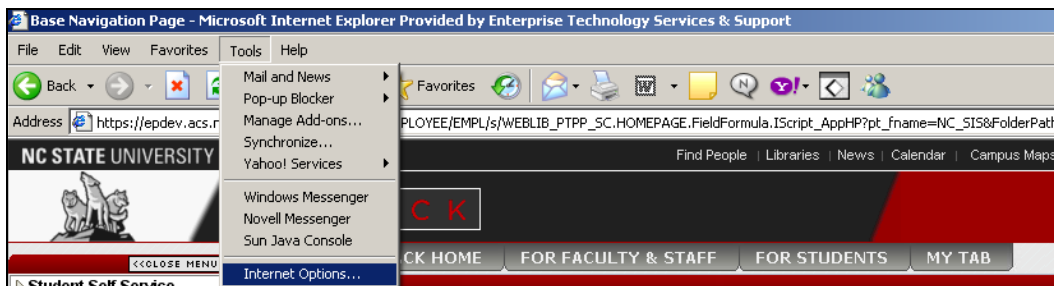 Base Navigation Page - Microsoft Internet Explorer Provided by Enterprise Technology Services & Support
File Edit View Favorites Tools Help
Back Favorites
Mail and News
Pop-up Blocker
Manage Add-ons...
Synchronize...
Yahoo! Services
Windows Messenger
Novell Messenger
Sun Java Console
Internet Options...
Address https://epdev.acs.r PLOYEE/EMPL/s/WEBLIB_PTPP_SC.HOMEPAGE.FieldFormula.IScript_AppHP?pt_fname=NC_SIS&FolderPath
NC STATE UNIVERSITY Find People | Libraries | News | Calendar | Campus Maps
C K
<<CLOSE MENU CK HOME FOR FACULTY & STAFF FOR STUDENTS MY TAB
Student Self Service